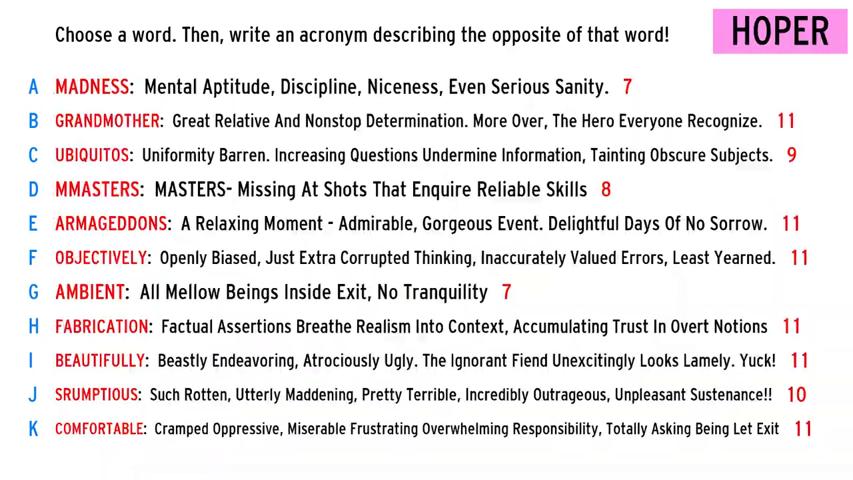 Choose a word. Then, write an acronym describing the opposite of that word!
HOPER
A MADNESS: Mental Aptitude, Discipline, Niceness, Even Serious Sanity. 7
B GRANDMOTHER: Great Relative And Nonstop Determination. More Over, The Hero Everyone Recognize. 11
C UBIQUITOS: Uniformity Barren. Increasing Questions Undermine Information, Tainting Obscure Subjects. 9
D MMASTERS: MASTERS- Missing At Shots That Enquire Reliable Skills 8
E ARMAGEDDONS: A Relaxing Moment - Admirable, Gorgeous Event. Delightful Days Of No Sorrow. 11
F OBJECTIVELY: Openly Biased, Just Extra Corrupted Thinking, Inaccurately Valued Errors, Least Yearned. 11
G AMBIENT: All Mellow Beings Inside Exit, No Tranquility 7
H FABRICATION: Factual Assertions Breathe Realism Into Context, Accumulating Trust In Overt Notions 11
I BEAUTIFULLY: Beastly Endeavoring, Atrociously Ugly. The Ignorant Fiend Unexcitingly Looks Lamely. Yuck! 11
J SRUMPTIOUS: Such Rotten, Utterly Maddening, Pretty Terrible, Incredibly Outrageous, Unpleasant Sustenance!! 10
K COMFORTABLE: Cramped Oppressive, Miserable Frustrating Overwhelming Responsibility, Totally Asking Being Let Exit 11